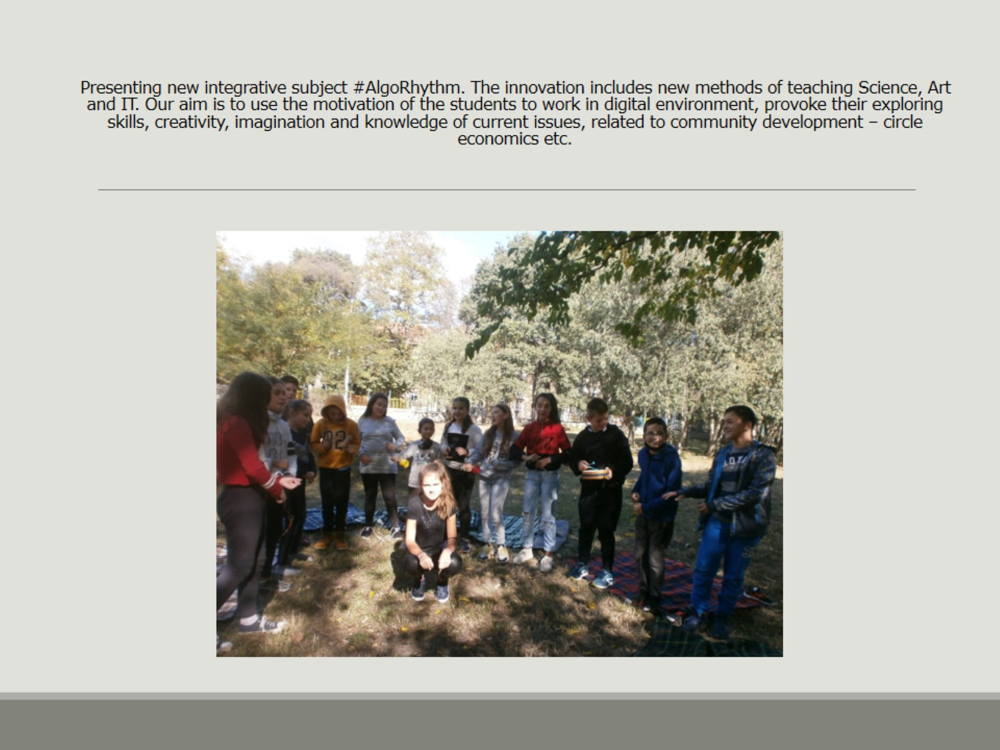 Presenting new integrative subject #AlgoRhythm. The innovation includes new methods of teaching Science, Art
and IT. Our aim is to use the motivation of the students to work in digital environment, provoke their exploring
skills, creativity, imagination and knowledge of current issues, related to community development – circle
economics etc.
92